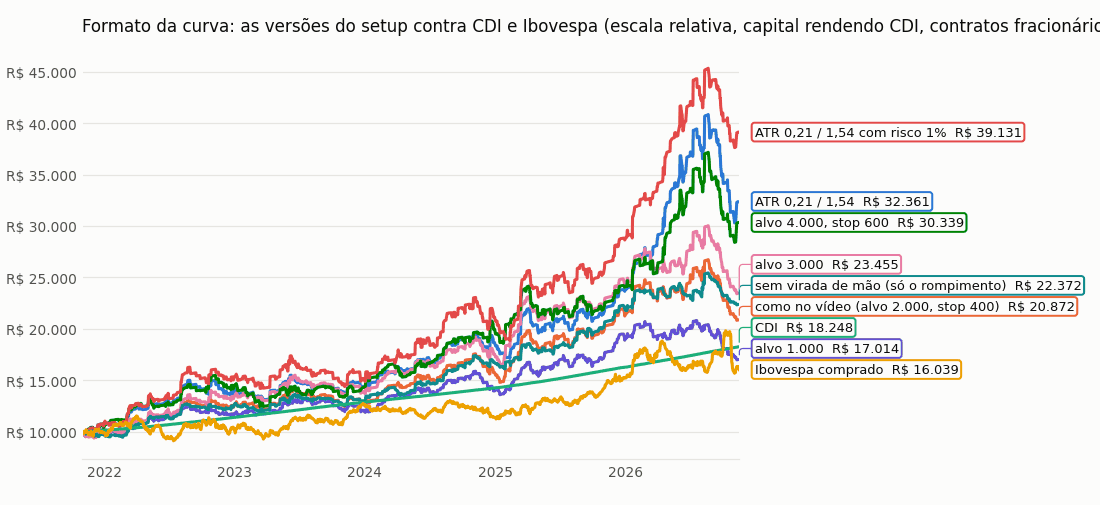 Formato da curva: as versões do setup contra CDI e Ibovespa (escala relativa, capital rendendo CDI, contratos fracionário
R$ 45.000
R$ 40.000
R$ 35.000
R$ 30.000
R$ 25.000
R$ 20.000
R$ 15.000
R$ 10.000
ATR 0,21 / 1,54 com risco 1% R$ 39.131
ATR 0,21 / 1,54 R$ 32.361
alvo 4.000, stop 600 R$ 30.339
alvo 3.000 R$ 23.455
sem virada de mão (só o rompimento) R$ 22.372
como no vídeo (alvo 2.000, stop 400) R$ 20.872
CDI R$ 18.248
alvo 1.000 R$ 17.014
Ibovespa comprado R$ 16.039
2022 2023 2024 2025 2026